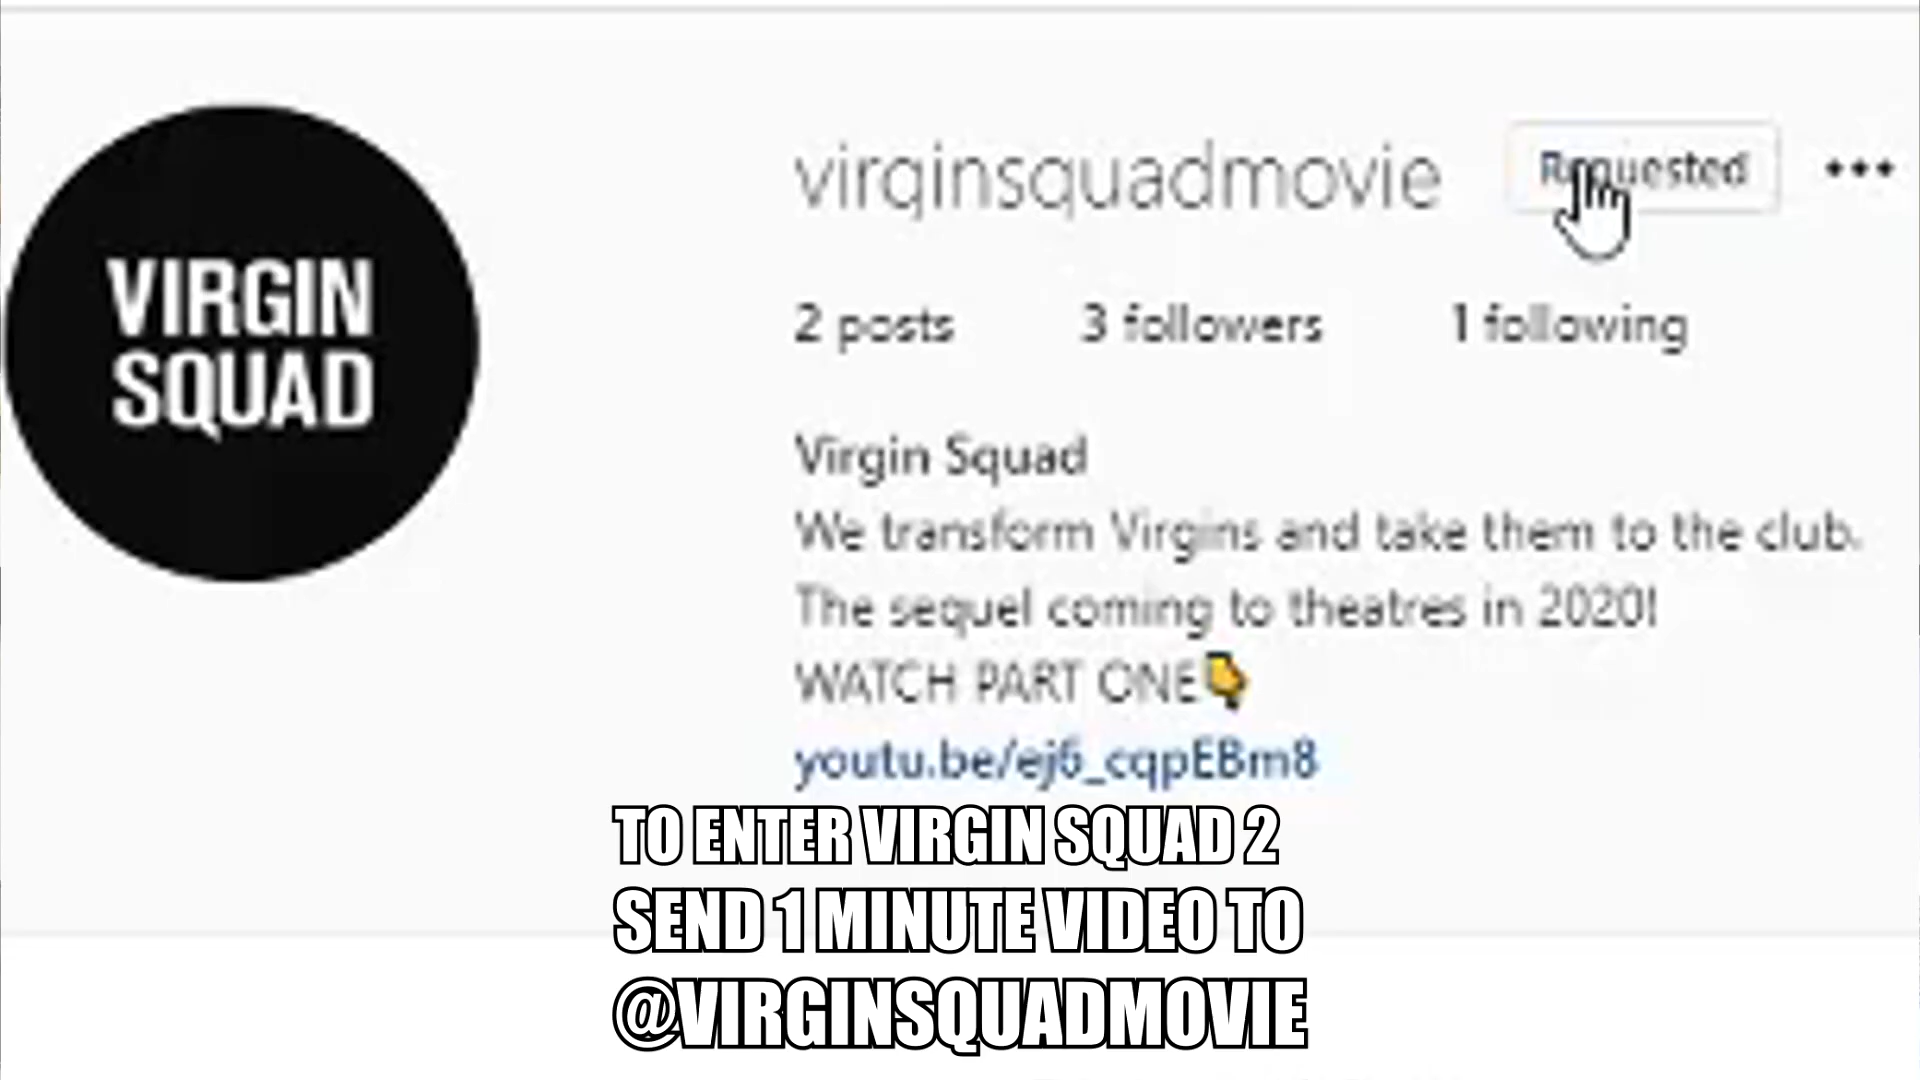 VIRGIN
SQUAD
virginsquadmovie Requested
2 posts 3 followers 1 following
Virgin Squad
We transform Virgins and take them to the club.
The sequel coming to theatres in 2020!
WATCH PART ONE👇
youtu.be/ej6_cqpEBm8
TO ENTER VIRGIN SQUAD 2
SEND 1 MINUTE VIDEO TO
@VIRGINSQUADMOVIE